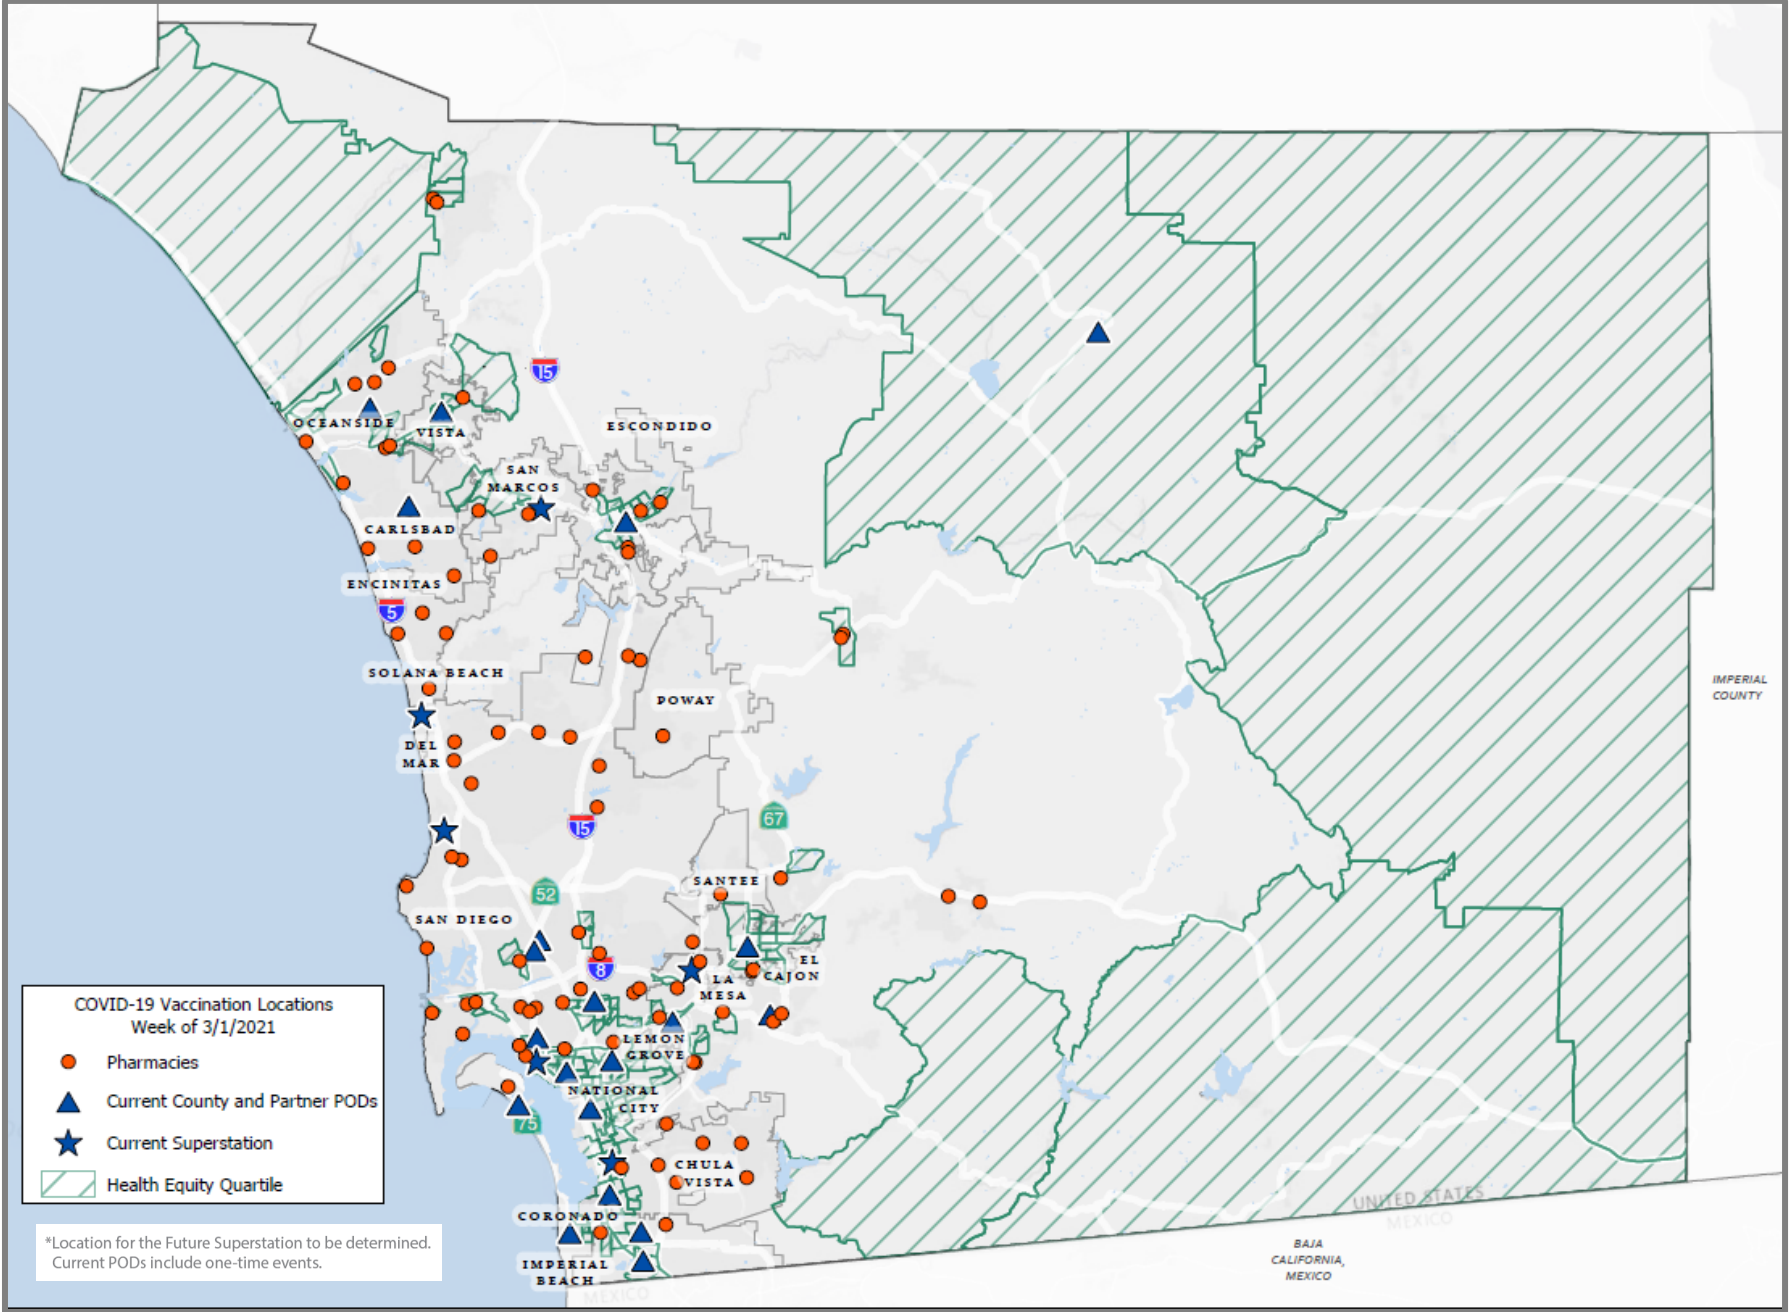 15
OCEANSIDE
VISTA
ESCONDIDO
SAN
MARCOS
CARLSBAD
ENCINITAS
5
SOLANA BEACH
POWAY
IMPERIAL
COUNTY
DEL
MAR
67
15
SANTEE
52
SAN DIEGO
EL
CAJON
8
LA
MESA
LEMON
GROVE
NATIONAL
CITY
75
CHULA
VISTA
CORONADO
IMPERIAL
BEACH
UNITED STATES
MEXICO
BAJA
CALIFORNIA,
MEXICO
MEXICO
COVID-19 Vaccination Locations
Week of 3/1/2021
Pharmacies
Current County and Partner PODs
Current Superstation
Health Equity Quartile
*Location for the Future Superstation to be determined.
Current PODs include one-time events.